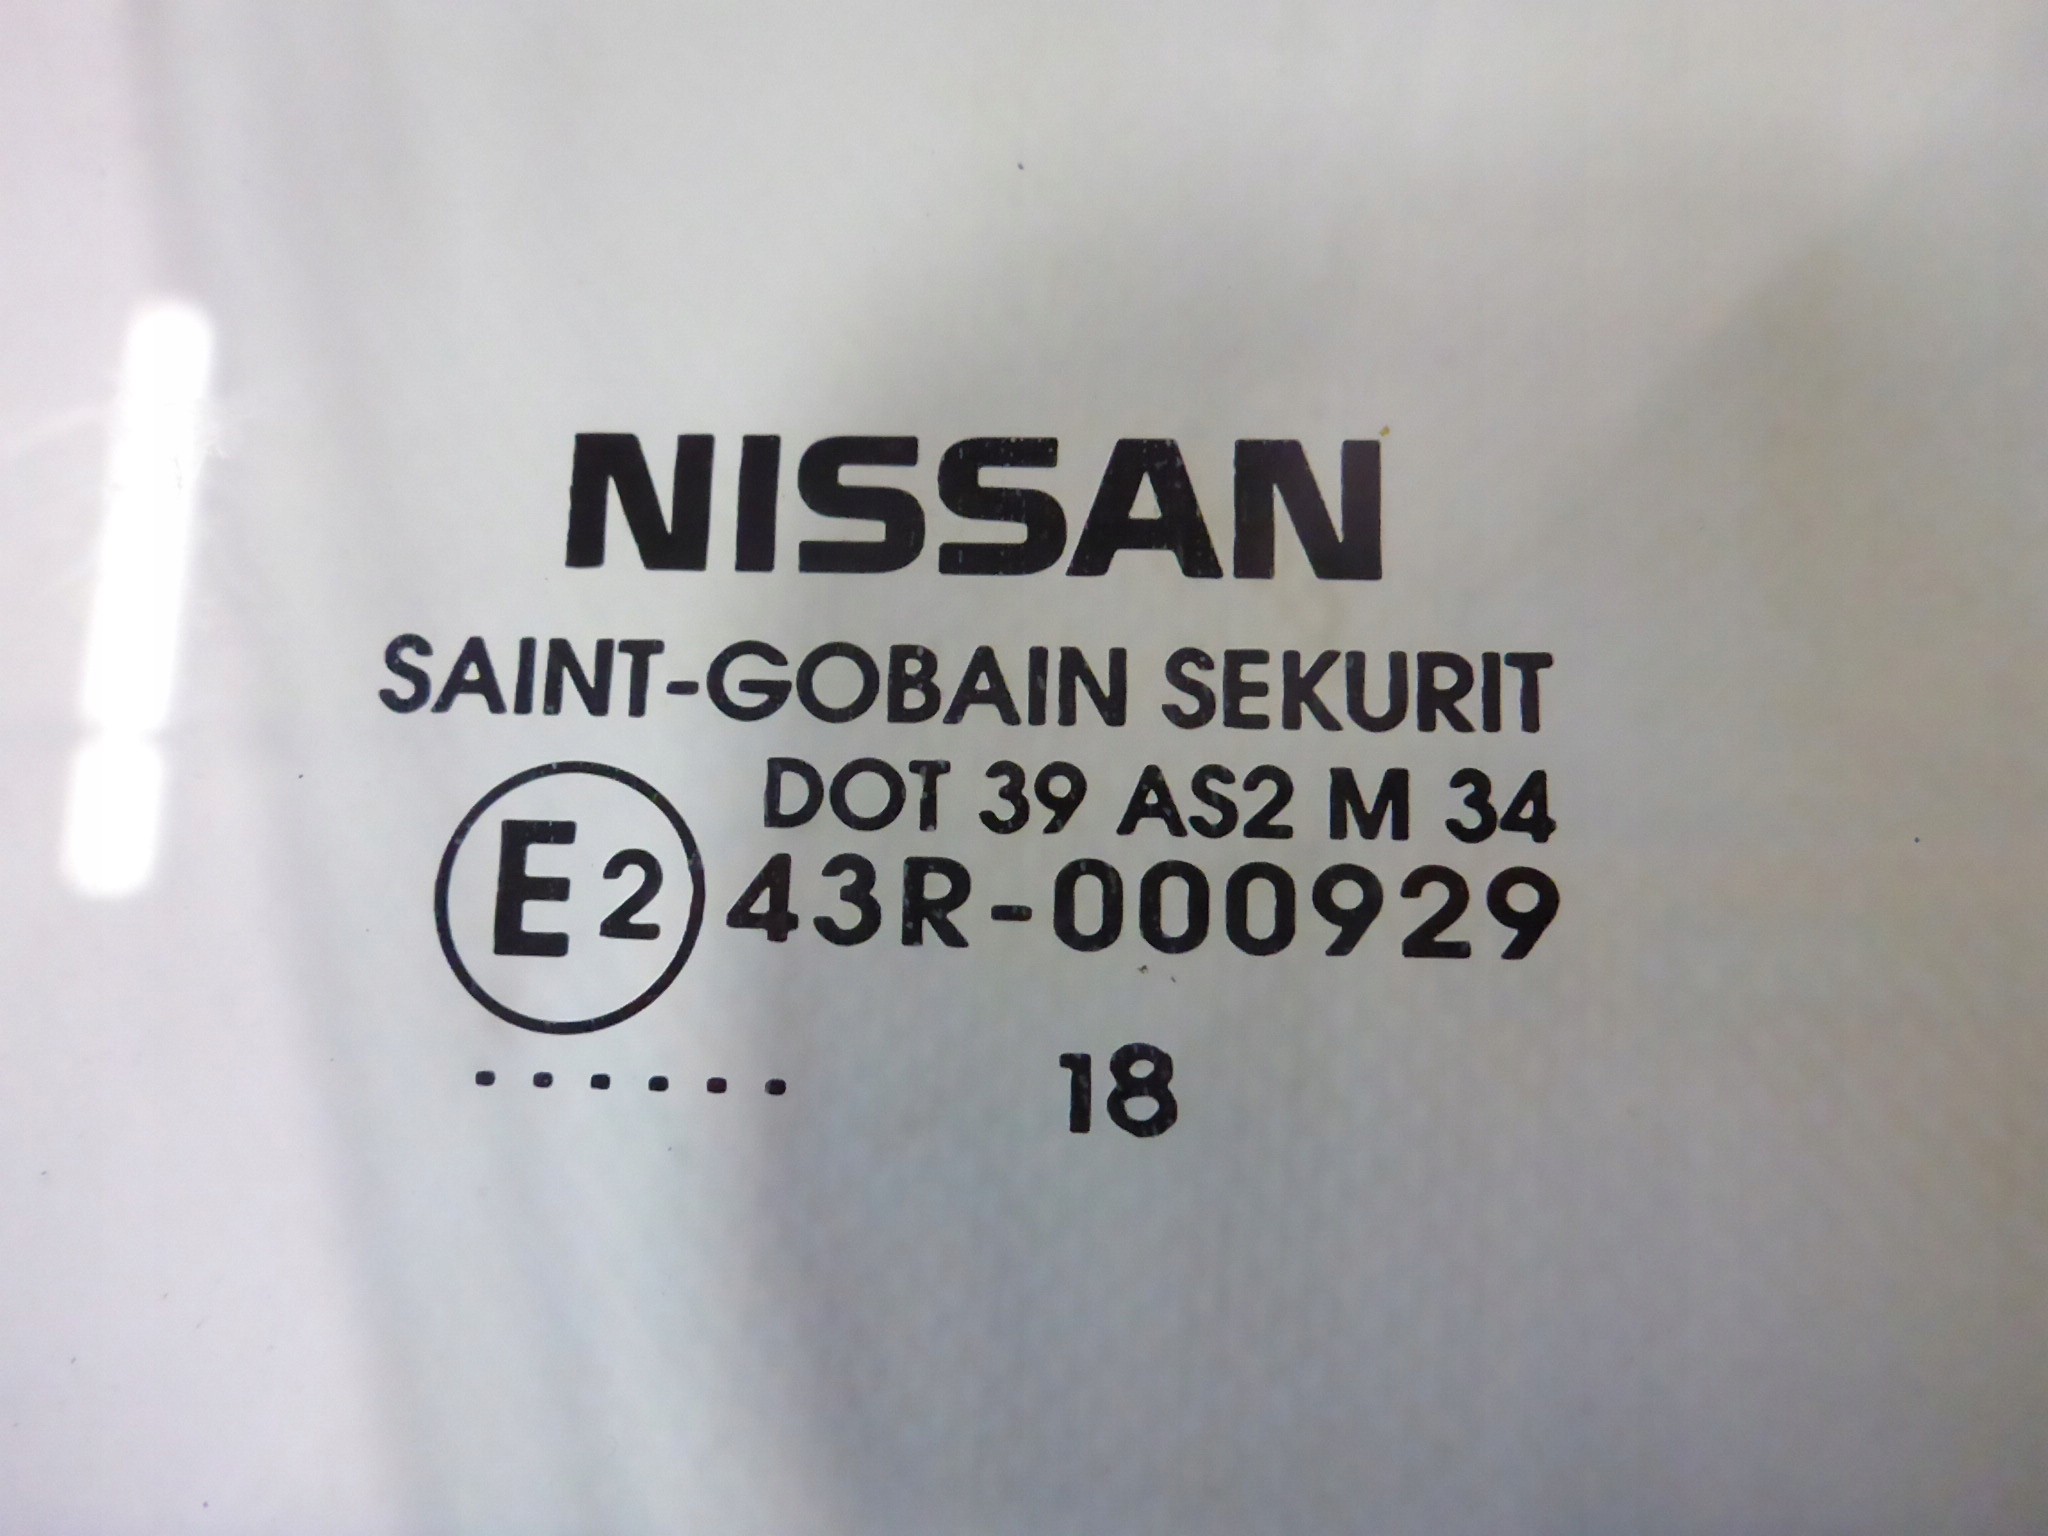 NISSAN
SAINT-GOBAIN SEKURIT
DOT 39 AS2 M 34
E2 43R-000929
...... 18